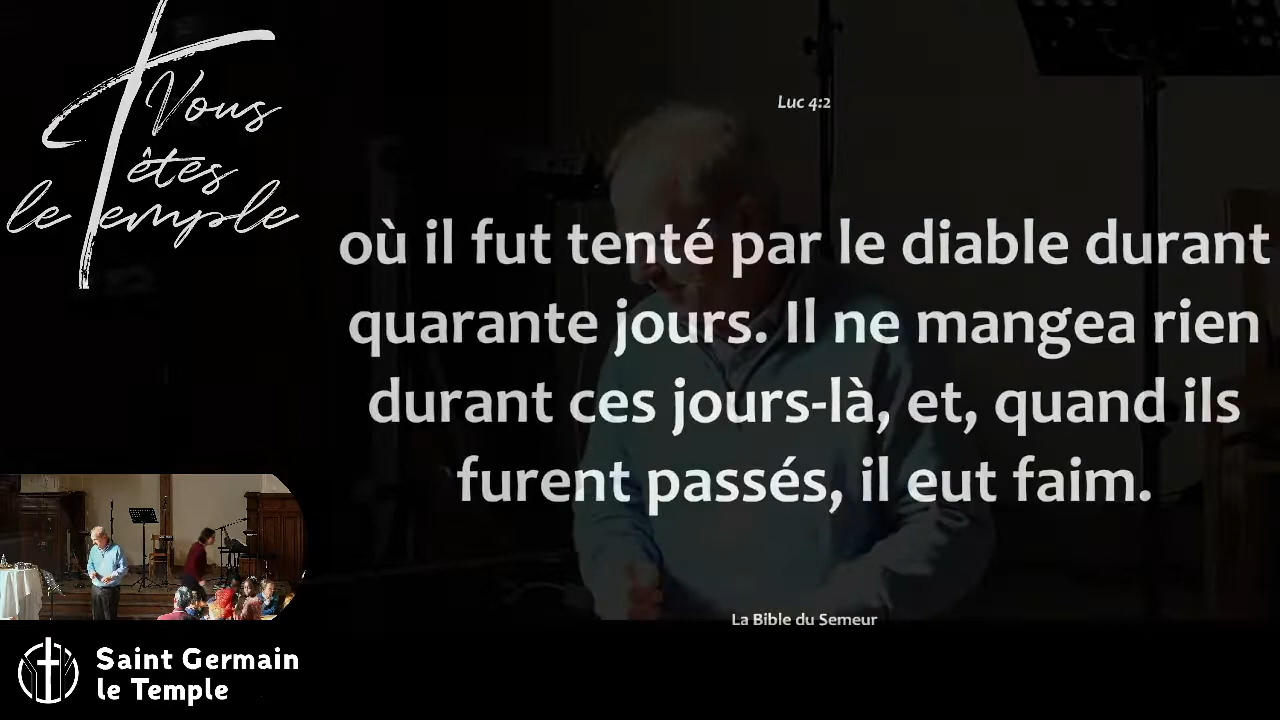 Vous
êtes
le Temple
Luc 4:2
où il fut tenté par le diable durant
quarante jours. Il ne mangea rien
durant ces jours-là, et, quand ils
furent passés, il eut faim.
La Bible du Semeur
Saint Germain
le Temple